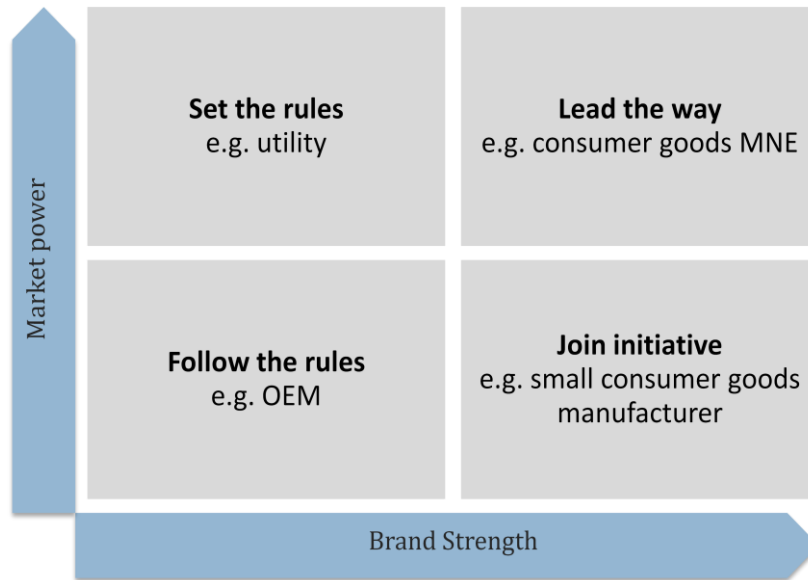 Market power
Set the rules
e.g. utility
Lead the way
e.g. consumer goods MNE
Follow the rules
e.g. OEM
Join initiative
e.g. small consumer goods
manufacturer
Brand Strength